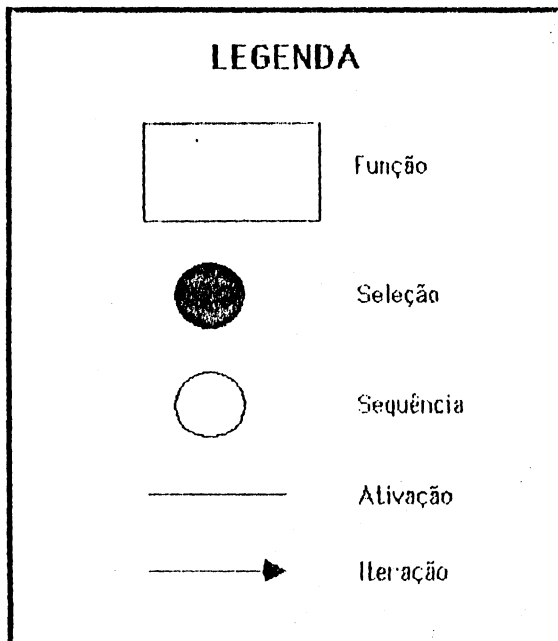 LEGENDA
Função
Seleção
Sequência
Ativação
Iteração